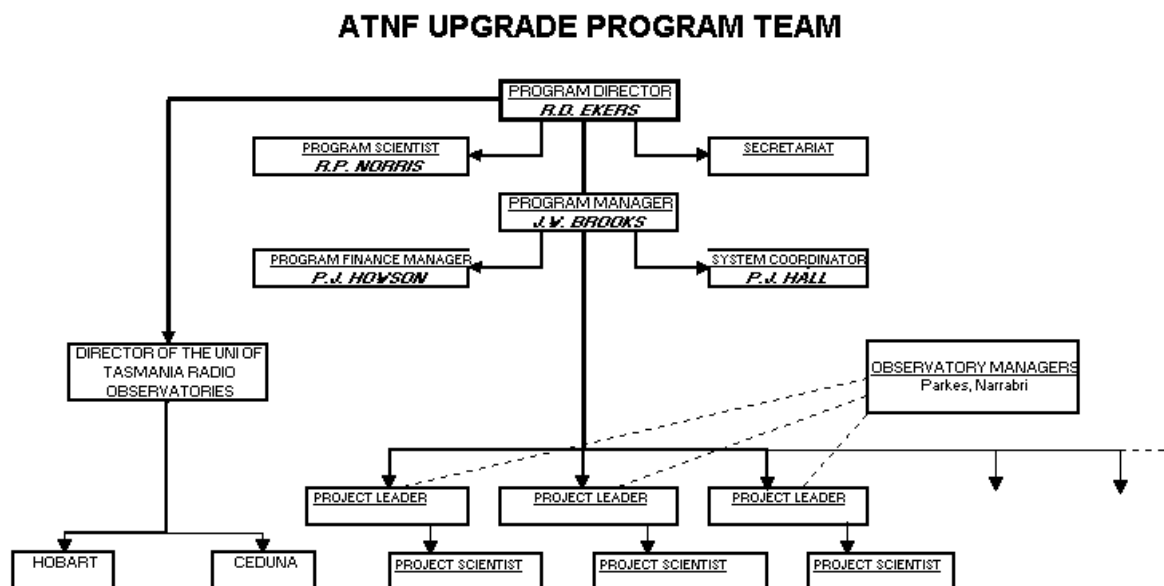 ATNF UPGRADE PROGRAM TEAM
PROGRAM DIRECTOR
R.D. EKERS
PROGRAM SCIENTIST
R.P. NORRIS
SECRETARIAT
PROGRAM MANAGER
J.W. BROOKS
PROGRAM FINANCE MANAGER
P.J. HOWSON
SYSTEM COORDINATOR
P.J. HALL
DIRECTOR OF THE UNI OF
TASMANIA RADIO
OBSERVATORIES
OBSERVATORY MANAGERS
Parkes, Narrabri
PROJECT LEADER
PROJECT LEADER
PROJECT LEADER
HOBART
CEDUNA
PROJECT SCIENTIST
PROJECT SCIENTIST
PROJECT SCIENTIST